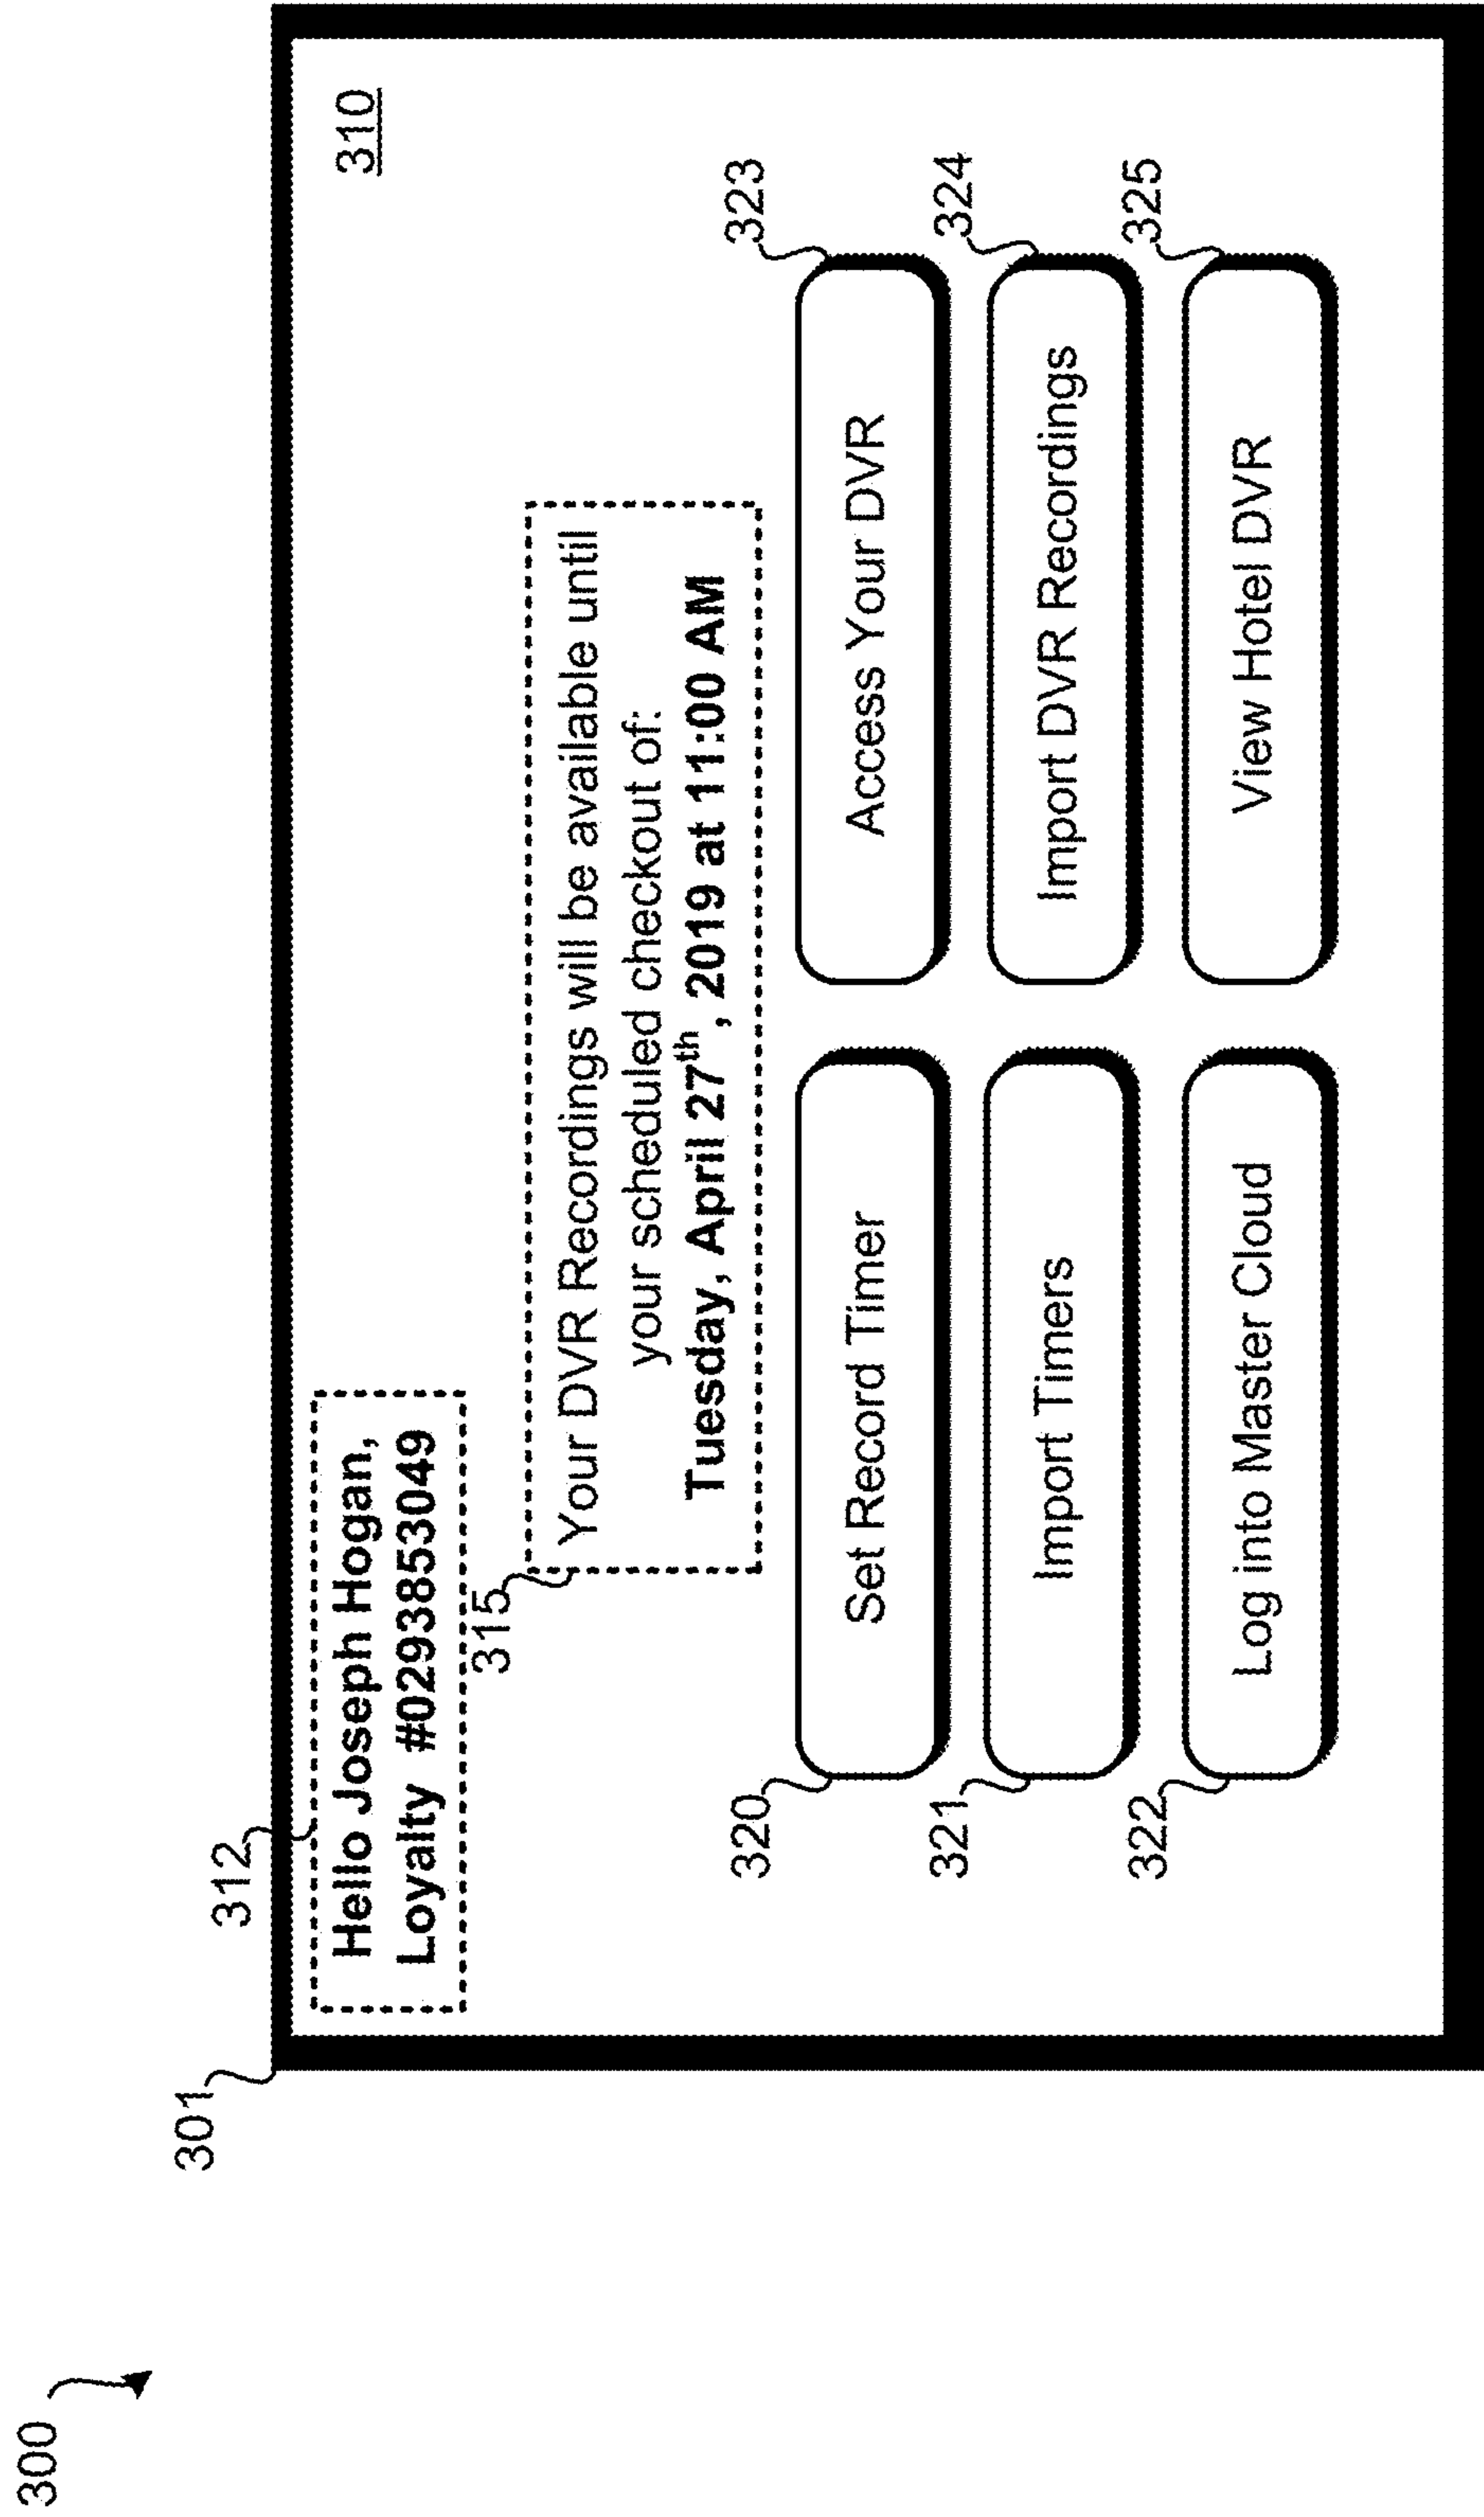 300
301
312
310
Hello Joseph Hogan,
Loyalty #0293853049
315
Your DVR Recordings will be available until
your scheduled checkout of:
Tuesday, April 27th, 2019 at 11:00 AM
320
Set Record Timer
Access Your DVR
323
321
Import Timers
Import DVR Recordings
324
322
Log into Master Cloud
View Hotel DVR
325